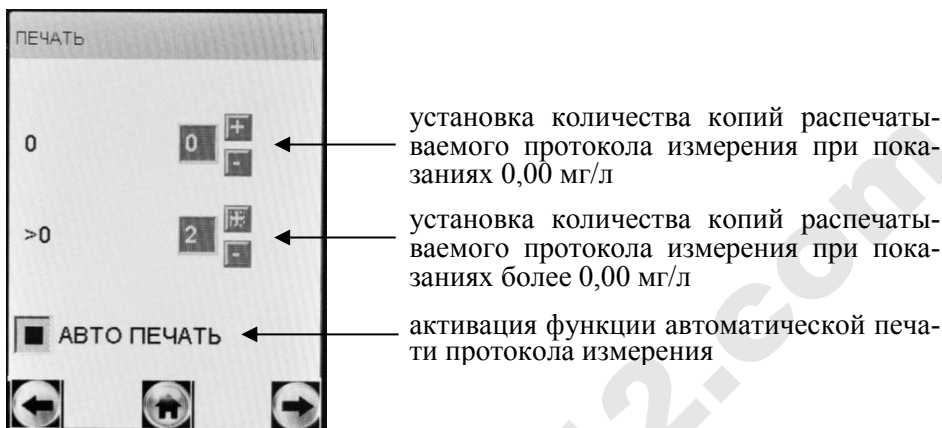 ПЕЧАТЬ
0 0 +
-
>0 2 +
-
АВТО ПЕЧАТЬ
установка количества копий распечаты-
ваемого протокола измерения при пока-
заниях 0,00 мг/л
установка количества копий распечаты-
ваемого протокола измерения при пока-
заниях более 0,00 мг/л
активация функции автоматической печа-
ти протокола измерения
2.com